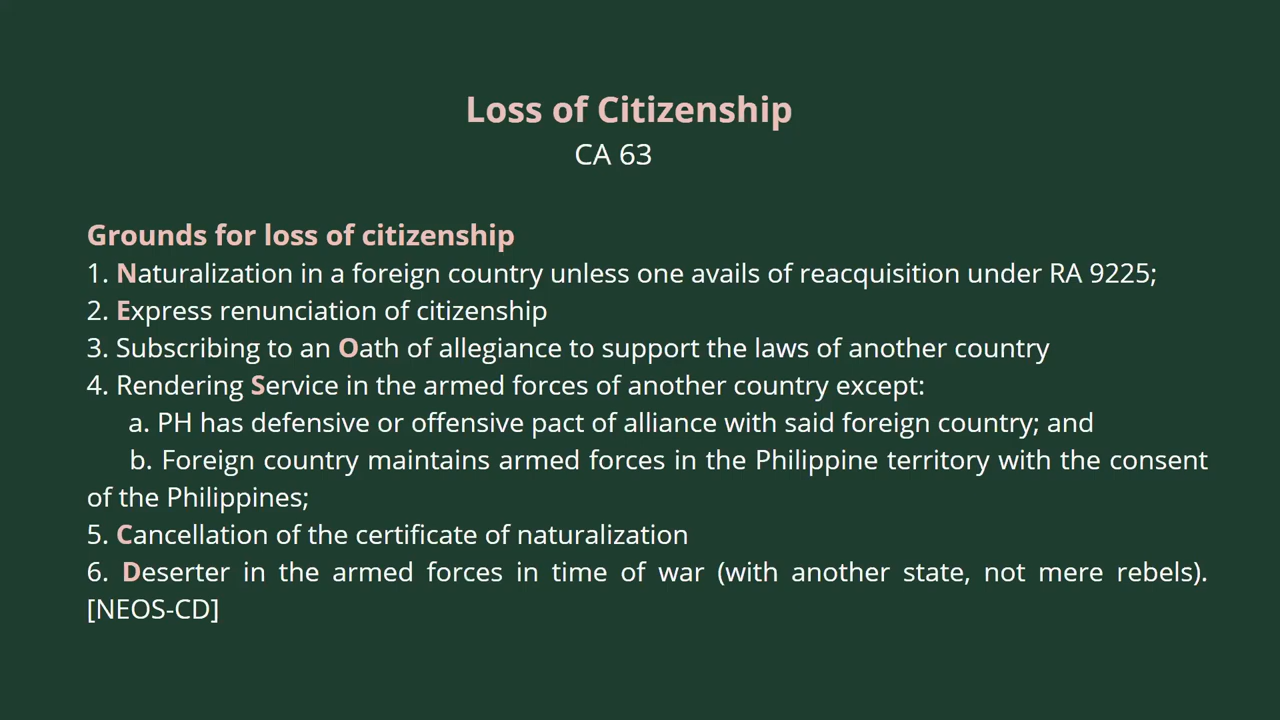 Loss of Citizenship
CA 63
Grounds for loss of citizenship
1. Naturalization in a foreign country unless one avails of reacquisition under RA 9225;
2. Express renunciation of citizenship
3. Subscribing to an Oath of allegiance to support the laws of another country
4. Rendering Service in the armed forces of another country except:
a. PH has defensive or offensive pact of alliance with said foreign country; and
b. Foreign country maintains armed forces in the Philippine territory with the consent
of the Philippines;
5. Cancellation of the certificate of naturalization
6. Deserter in the armed forces in time of war (with another state, not mere rebels).
[NEOS-CD]